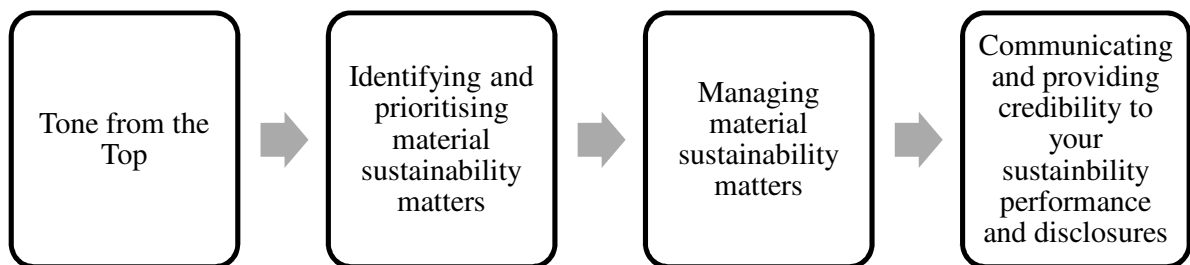 Tone from the
Top
Identifying and
prioritising
material
sustainability
matters
Managing
material
sustainability
matters
Communicating
and providing
credibility to
your
sustainbility
performance
and disclosures